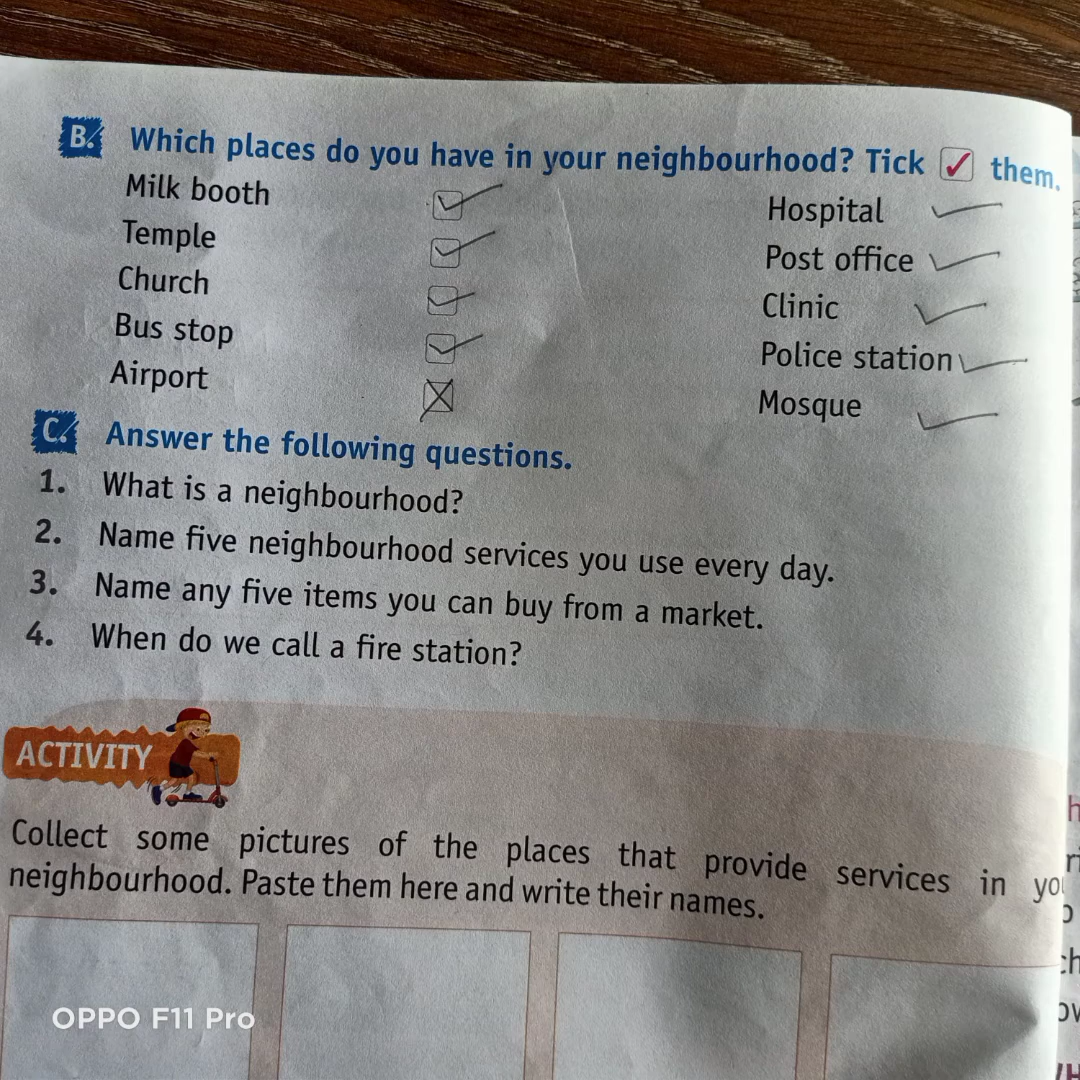 B. Which places do you have in your neighbourhood? Tick ✓ them.
Milk booth
Temple
Church
Bus stop
Airport
Hospital
Post office
Clinic
Police station
Mosque
C. Answer the following questions.
1. What is a neighbourhood?
2. Name five neighbourhood services you use every day.
3. Name any five items you can buy from a market.
4. When do we call a fire station?
ACTIVITY
Collect some pictures of the places that provide services in
neighbourhood. Paste them here and write their names.
OPPO F11 Pro